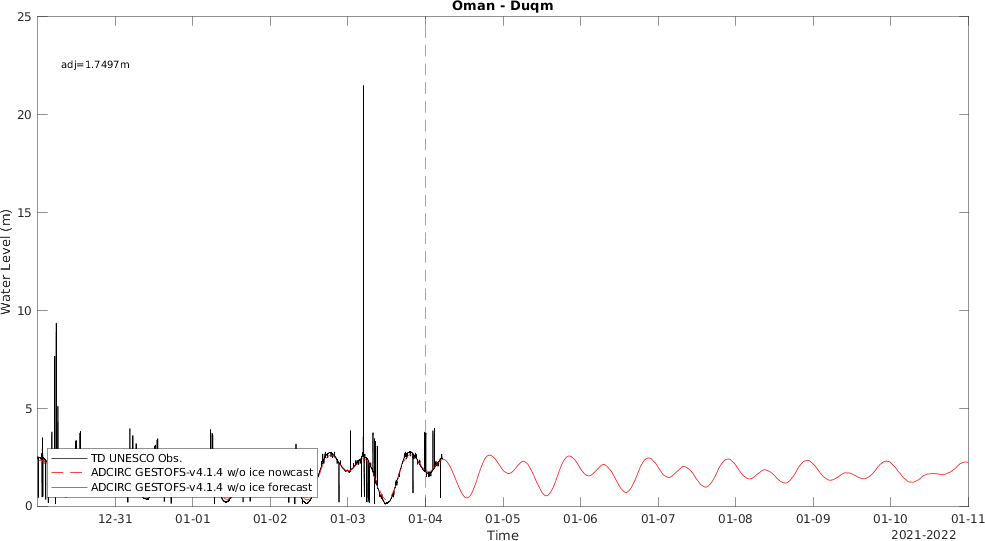 Oman - Duqm
25
20
15
10
5
0
Water Level (m)
adj=1.7497m
TD UNESCO Obs.
ADCIRC GESTOFS-v4.1.4 w/o ice nowcast
ADCIRC GESTOFS-v4.1.4 w/o ice forecast
12-31 01-01 01-02 01-03 01-04 01-05 01-06 01-07 01-08 01-09 01-10 01-11
Time
2021-2022